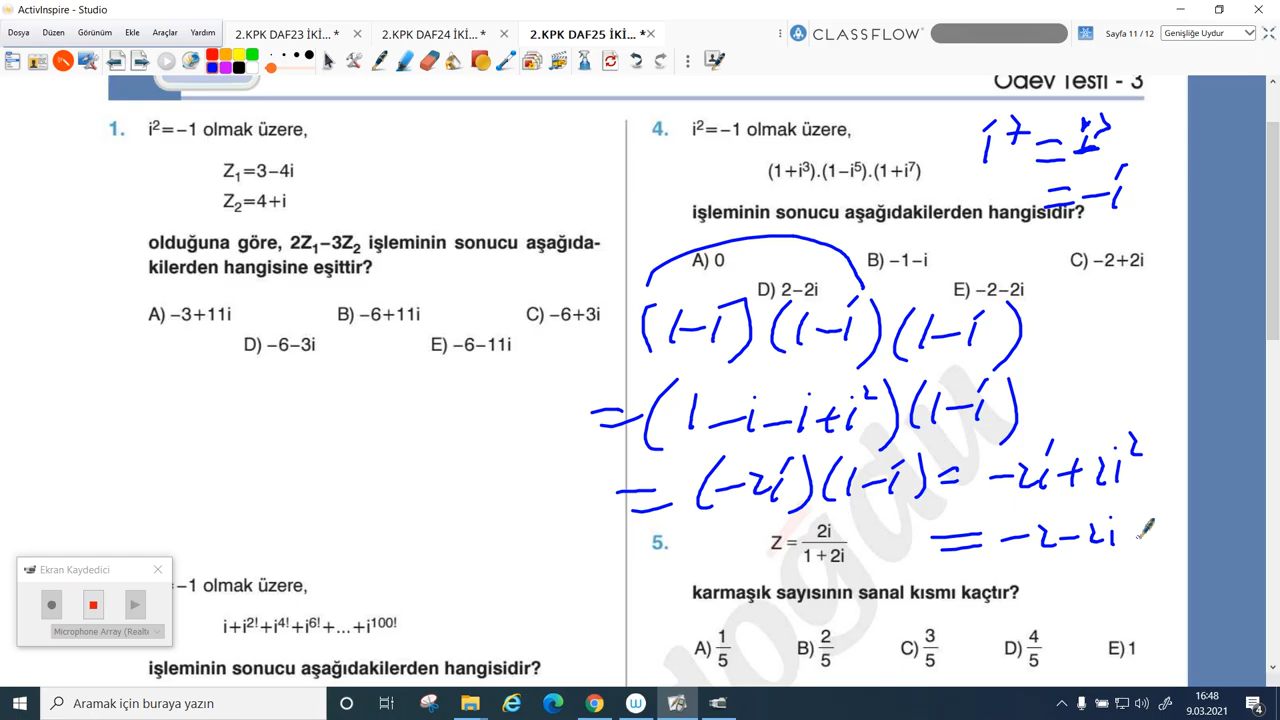 ActivInspire - Studio
Dosya Düzen Görünüm Ekle Araçlar Yardım
2.KPK DAF23 İKİ... * 2.KPK DAF24 İKİ... * 2.KPK DAF25 İKİ... *
CLASSFLOW
Sayfa 11 / 12
Genişliğe Uydur
Ödev Testi - 3
1. i²=−1 olmak üzere,
Z₁=3−4i
Z₂=4+i
olduğuna göre, 2Z₁−3Z₂ işleminin sonucu aşağıda-
kilerden hangisine eşittir?
A) −3+11i B) −6+11i C) −6+3i
D) −6−3i E) −6−11i
=−1 olmak üzere,
i+i²!+i⁴!+i⁶!+...+i¹⁰⁰!
işleminin sonucu aşağıdakilerden hangisidir?
4. i²=−1 olmak üzere,
(1+i³).(1−i⁵).(1+i⁷)
işleminin sonucu aşağıdakilerden hangisidir?
A) 0 B) −1−i C) −2+2i
D) 2−2i E) −2−2i
i⁷ = i³
= −i
(1−i)(1−i)(1−i)
=(1−i−i+i²)(1−i)
= (−2i)(1−i)= −2i+2i²
= −2−2i
5. Z = 2i / 1+2i
karmaşık sayısının sanal kısmı kaçtır?
A) 1/5 B) 2/5 C) 3/5 D) 4/5 E) 1
Ekran Kaydedici
Microphone Array (Realte
Aramak için buraya yazın
16:48
9.03.2021
4